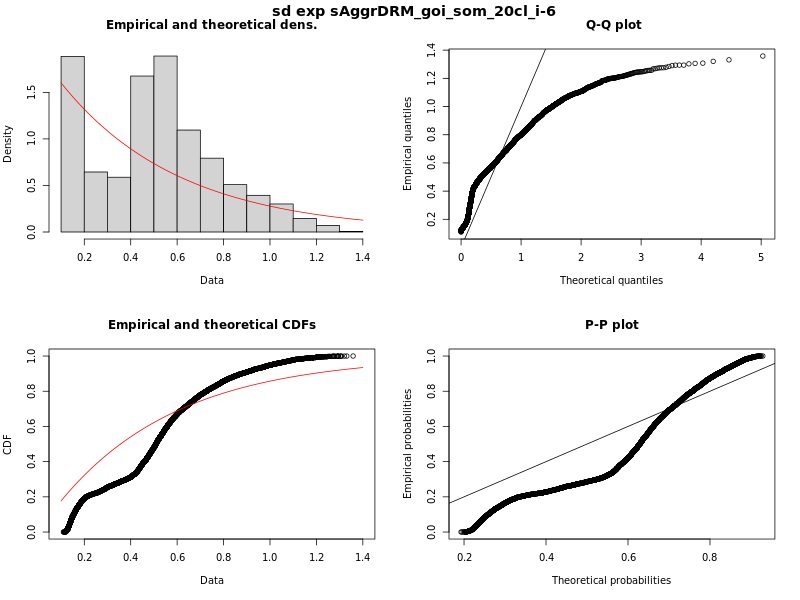 sd exp sAggrDRM_goi_som_20cl_i-6
Empirical and theoretical dens.
Density
0.0 0.5 1.0 1.5
0.2 0.4 0.6 0.8 1.0 1.2 1.4
Data
Q-Q plot
Empirical quantiles
0.2 0.4 0.6 0.8 1.0 1.2 1.4
0 1 2 3 4 5
Theoretical quantiles
Empirical and theoretical CDFs
CDF
0.0 0.2 0.4 0.6 0.8 1.0
0.2 0.4 0.6 0.8 1.0 1.2 1.4
Data
P-P plot
Empirical probabilities
0.0 0.2 0.4 0.6 0.8 1.0
0.2 0.4 0.6 0.8
Theoretical probabilities